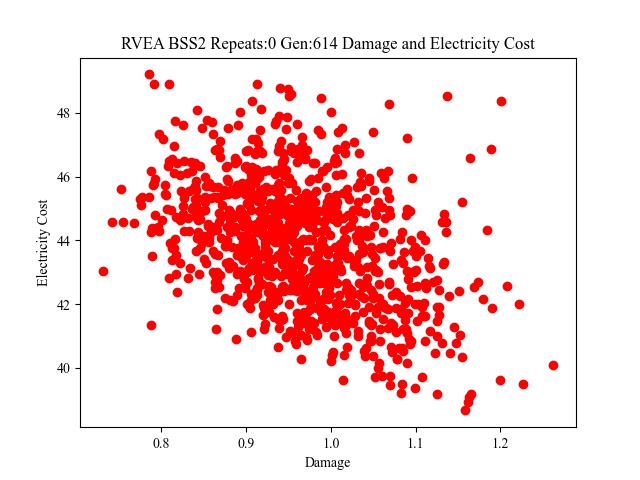 RVEA BSS2 Repeats:0 Gen:614 Damage and Electricity Cost
48
46
44
42
40
Electricity Cost
0.8 0.9 1.0 1.1 1.2
Damage